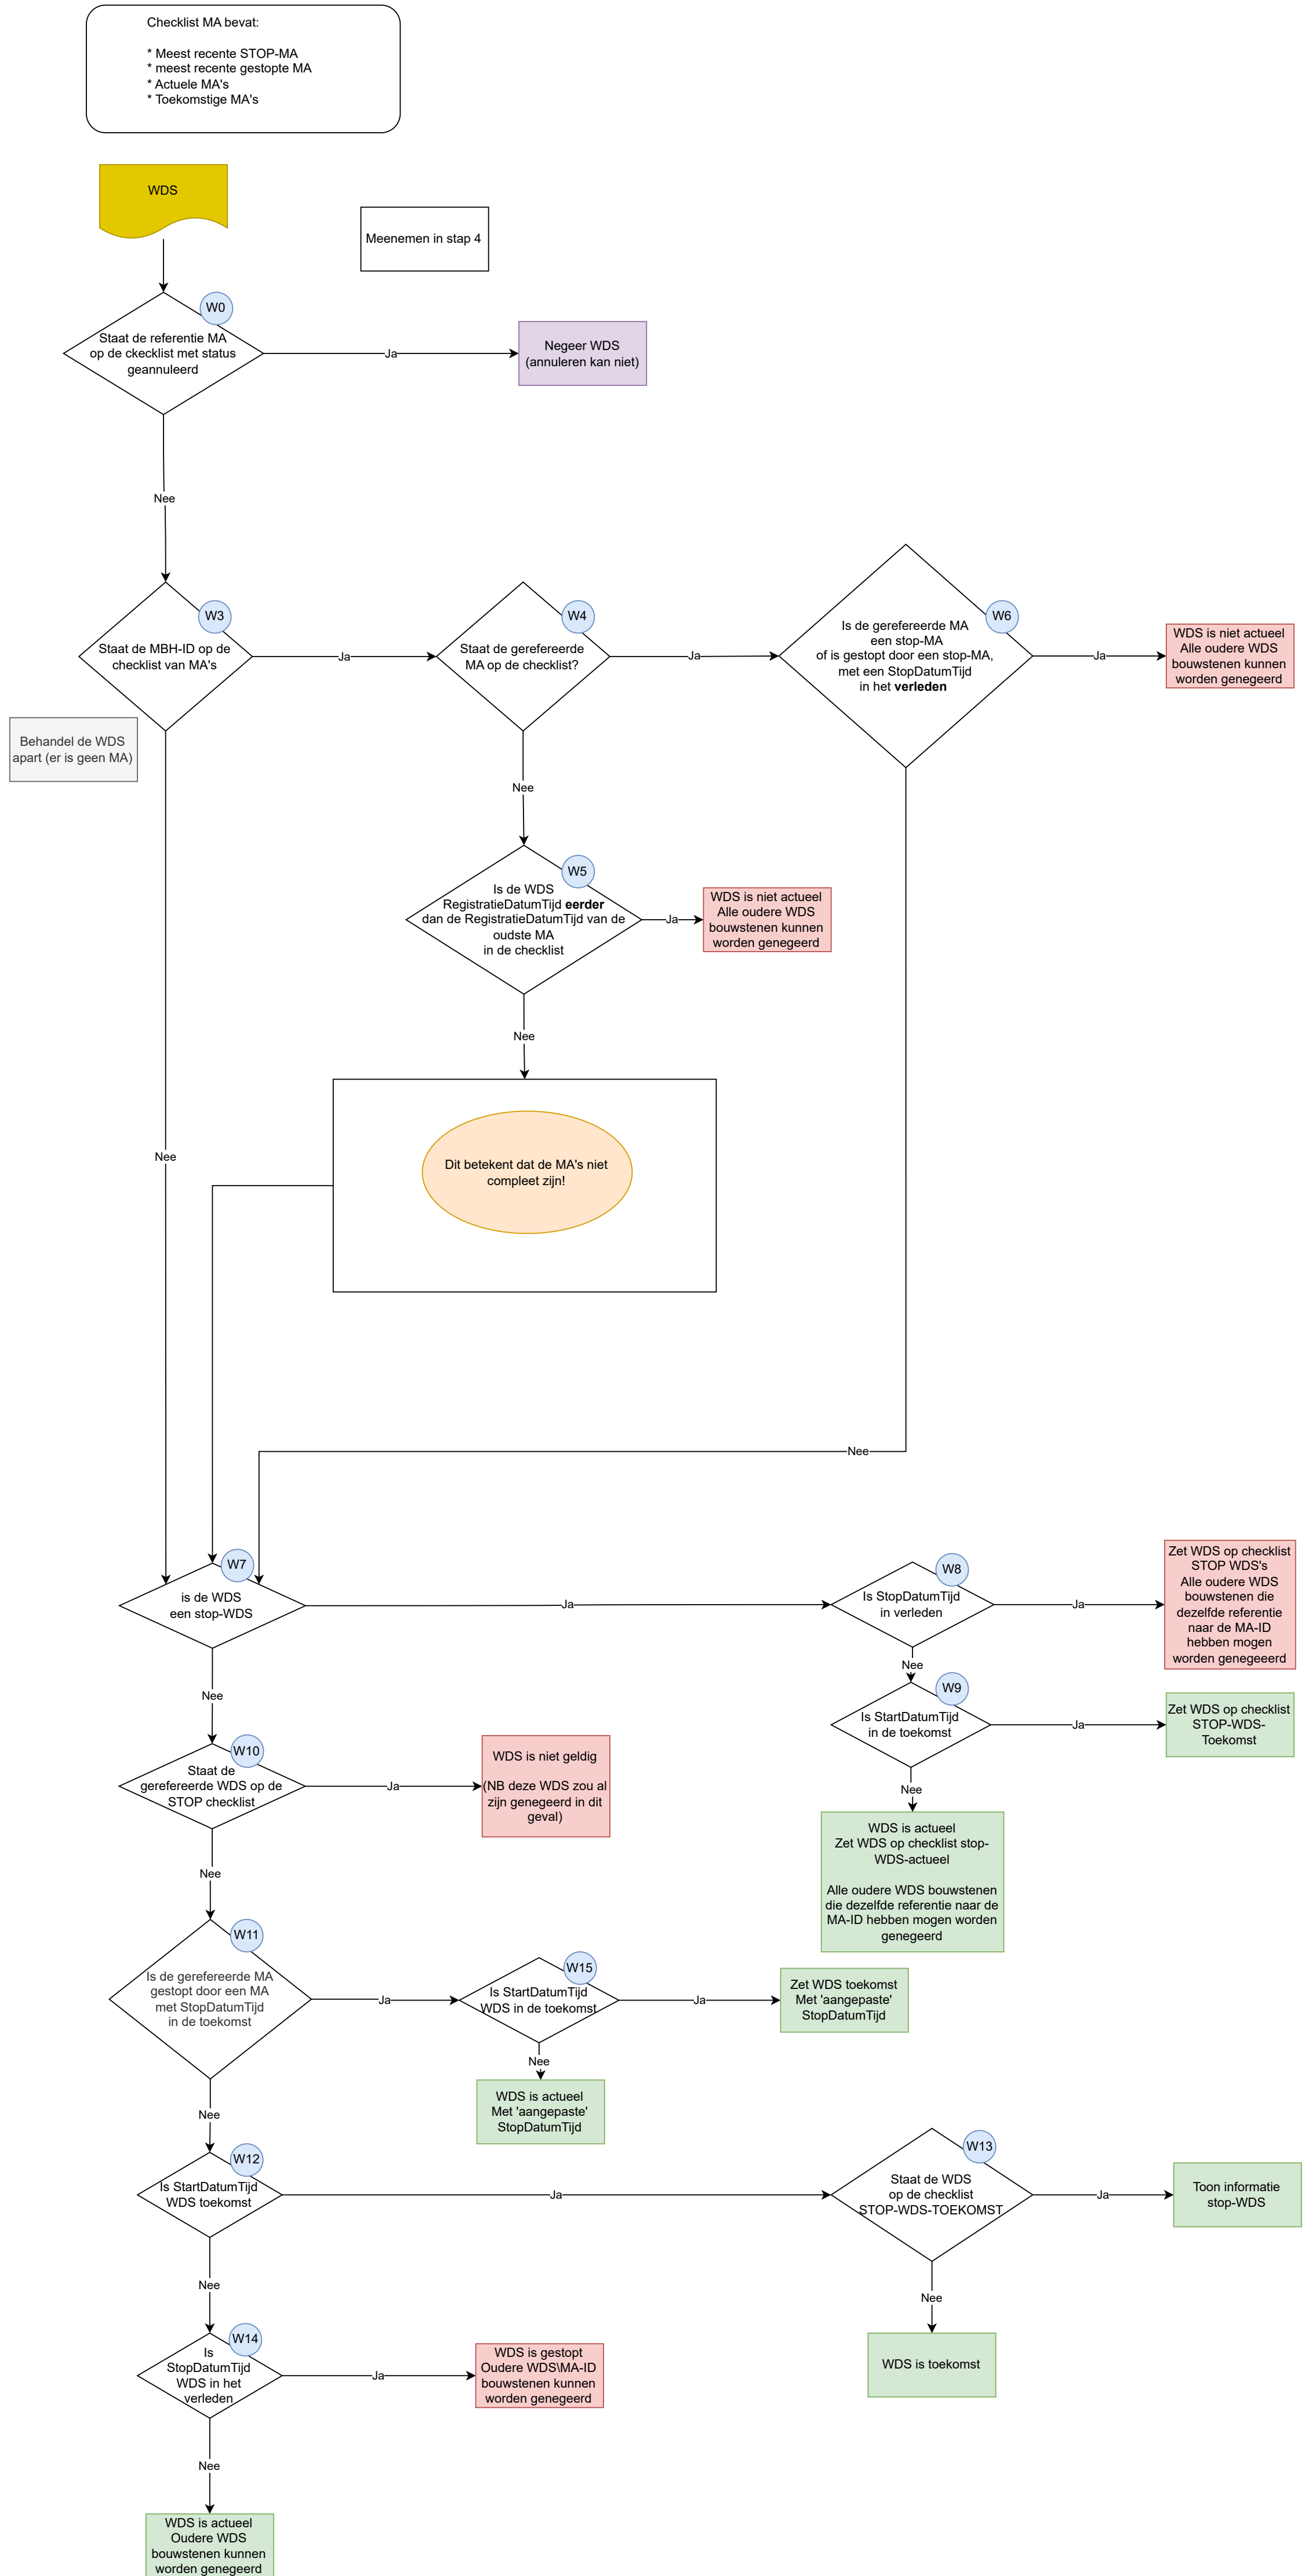 Checklist MA bevat:
* Meest recente STOP-MA
* meest recente gestopte MA
* Actuele MA's
* Toekomstige MA's
WDS
Meenemen in stap 4
W0
Staat de referentie MA
op de ckecklist met status
geannuleerd
Ja
Negeer WDS
(annuleren kan niet)
Nee
W3
Staat de MBH-ID op de
checklist van MA's
Ja
W4
Staat de gerefereerde
MA op de checklist?
Ja
W6
Is de gerefereerde MA
een stop-MA
of is gestopt door een stop-MA,
met een StopDatumTijd
in het verleden
Ja
WDS is niet actueel
Alle oudere WDS
bouwstenen kunnen
worden genegeerd
Behandel de WDS
apart (er is geen MA)
Nee
W5
Is de WDS
RegistratieDatumTijd eerder
dan de RegistratieDatumTijd van de
oudste MA
in de checklist
Ja
WDS is niet actueel
Alle oudere WDS
bouwstenen kunnen
worden genegeerd
Nee
Dit betekent dat de MA's niet
compleet zijn!
Nee
Nee
W7
is de WDS
een stop-WDS
Ja
W8
Is StopDatumTijd
in verleden
Ja
Zet WDS op checklist
STOP WDS's
Alle oudere WDS
bouwstenen die
dezelfde referentie
naar de MA-ID
hebben mogen
worden genegeeerd
Nee
W9
Is StartDatumTijd
in de toekomst
Ja
Zet WDS op checklist
STOP-WDS-
Toekomst
Nee
WDS is actueel
Zet WDS op checklist stop-
WDS-actueel
Alle oudere WDS bouwstenen
die dezelfde referentie naar de
MA-ID hebben mogen worden
genegeerd
Nee
W10
Staat de
gerefereerde WDS op de
STOP checklist
Ja
WDS is niet geldig
(NB deze WDS zou al
zijn genegeerd in dit
geval)
Nee
W11
Is de gerefereerde MA
gestopt door een MA
met StopDatumTijd
in de toekomst
Ja
W15
Is StartDatumTijd
WDS in de toekomst
Ja
Zet WDS toekomst
Met 'aangepaste'
StopDatumTijd
Nee
WDS is actueel
Met 'aangepaste'
StopDatumTijd
Nee
W12
Is StartDatumTijd
WDS toekomst
Ja
W13
Staat de WDS
op de checklist
STOP-WDS-TOEKOMST
Ja
Toon informatie
stop-WDS
Nee
WDS is toekomst
Nee
W14
Is
StopDatumTijd
WDS in het
verleden
Ja
WDS is gestopt
Oudere WDS\MA-ID
bouwstenen kunnen
worden genegeerd
Nee
WDS is actueel
Oudere WDS
bouwstenen kunnen
worden genegeerd